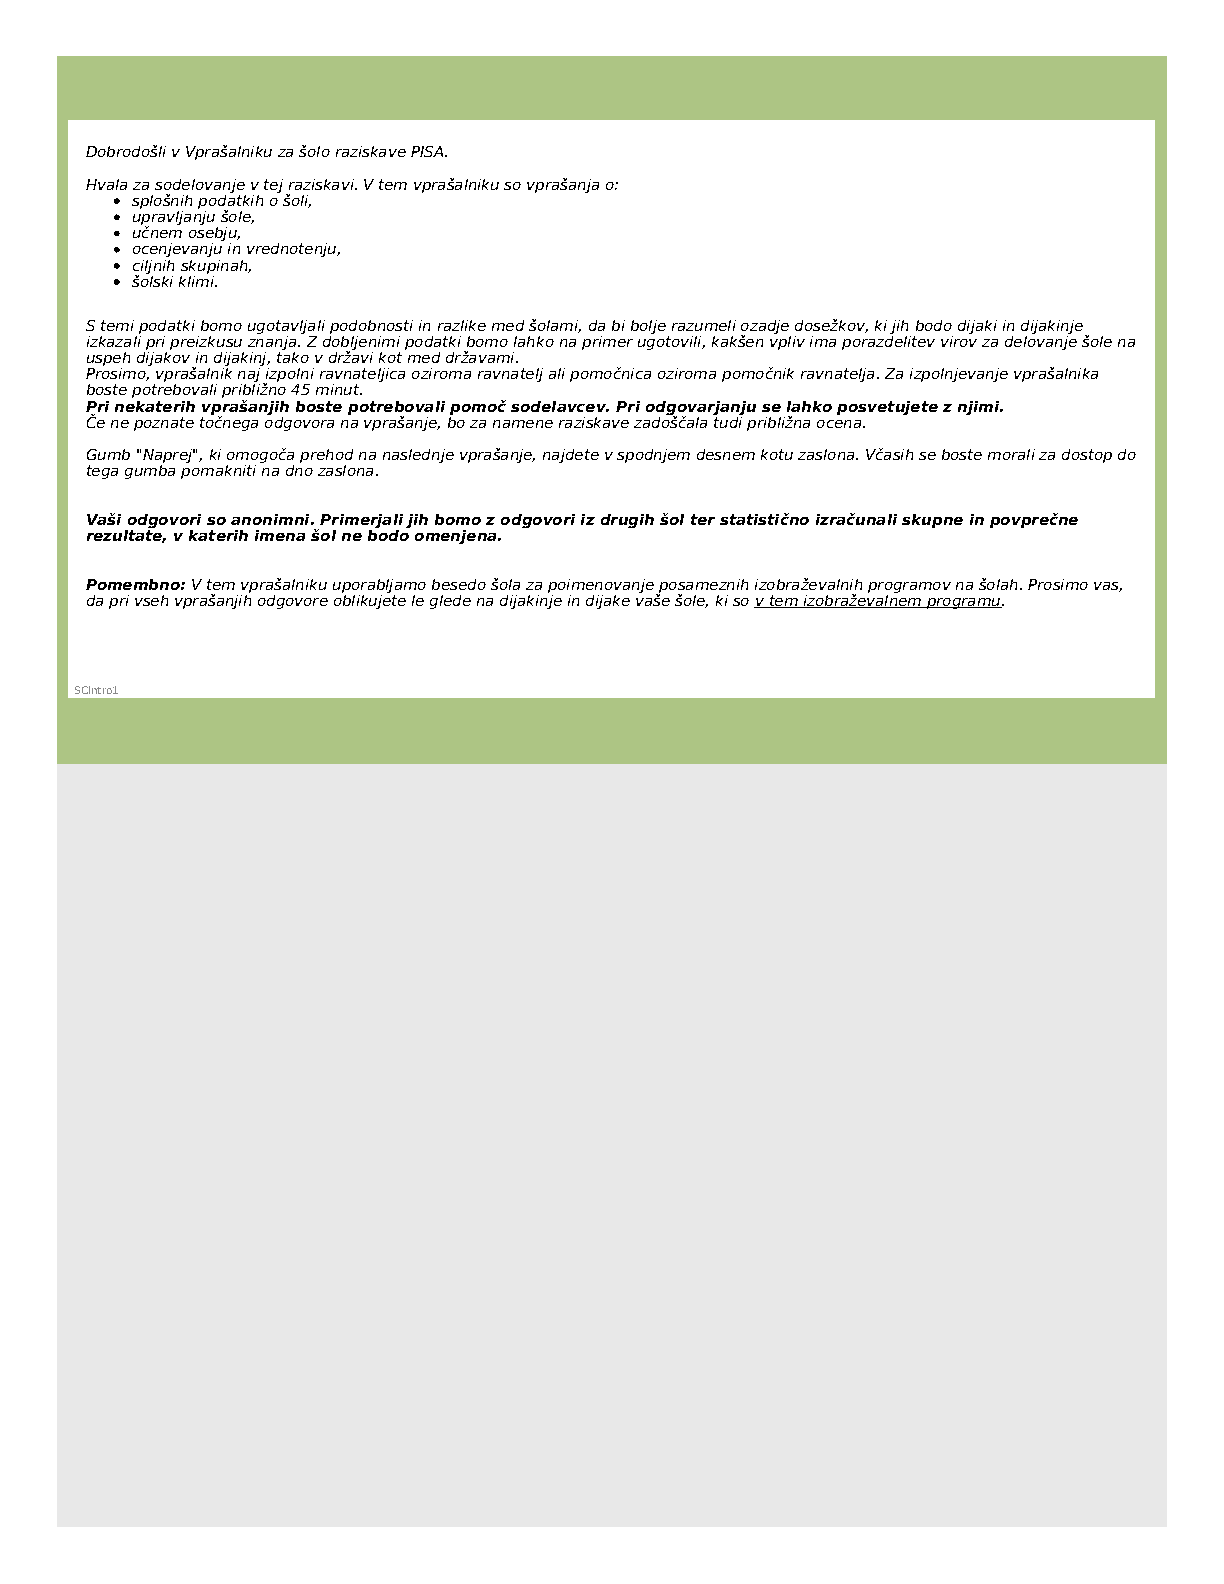 Dobrodošli v Vprašalniku za šolo raziskave PISA.
Hvala za sodelovanje v tej raziskavi. V tem vprašalniku so vprašanja o:
• splošnih podatkih o šoli,
• upravljanju šole,
• učnem osebju,
• ocenjevanju in vrednotenju,
• ciljnih skupinah,
• šolski klimi.
S temi podatki bomo ugotavljali podobnosti in razlike med šolami, da bi bolje razumeli ozadje dosežkov, ki jih bodo dijaki in dijakinje
izkazali pri preizkusu znanja. Z dobljenimi podatki bomo lahko na primer ugotovili, kakšen vpliv ima porazdelitev virov za delovanje šole na
uspeh dijakov in dijakinj, tako v državi kot med državami.
Prosimo, vprašalnik naj izpolni ravnateljica oziroma ravnatelj ali pomočnica oziroma pomočnik ravnatelja. Za izpolnjevanje vprašalnika
boste potrebovali približno 45 minut.
Pri nekaterih vprašanjih boste potrebovali pomoč sodelavcev. Pri odgovarjanju se lahko posvetujete z njimi.
Če ne poznate točnega odgovora na vprašanje, bo za namene raziskave zadoščala tudi približna ocena.
Gumb "Naprej", ki omogoča prehod na naslednje vprašanje, najdete v spodnjem desnem kotu zaslona. Včasih se boste morali za dostop do
tega gumba pomakniti na dno zaslona.
Vaši odgovori so anonimni. Primerjali jih bomo z odgovori iz drugih šol ter statistično izračunali skupne in povprečne
rezultate, v katerih imena šol ne bodo omenjena.
Pomembno: V tem vprašalniku uporabljamo besedo šola za poimenovanje posameznih izobraževalnih programov na šolah. Prosimo vas,
da pri vseh vprašanjih odgovore oblikujete le glede na dijakinje in dijake vaše šole, ki so v tem izobraževalnem programu.
SCIntro1